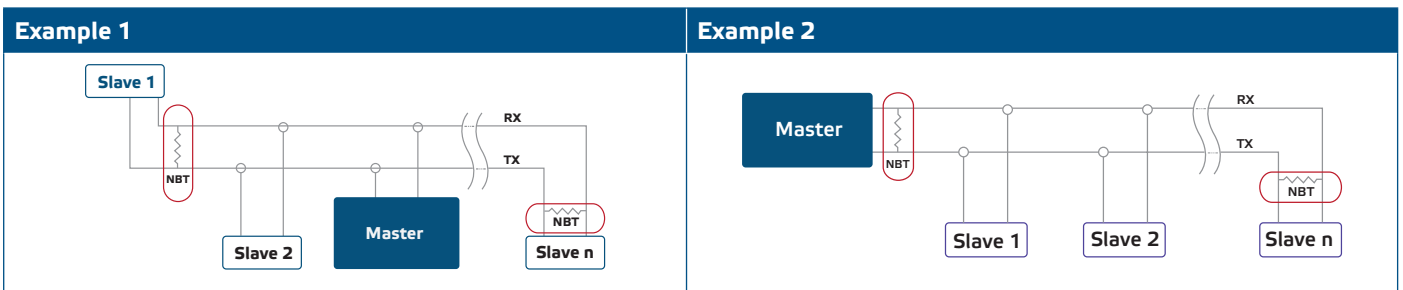 Example 1
Slave 1
RX
TX
NBT
NBT
Slave 2
Master
Slave n
Example 2
Master
RX
TX
NBT
NBT
Slave 1
Slave 2
Slave n